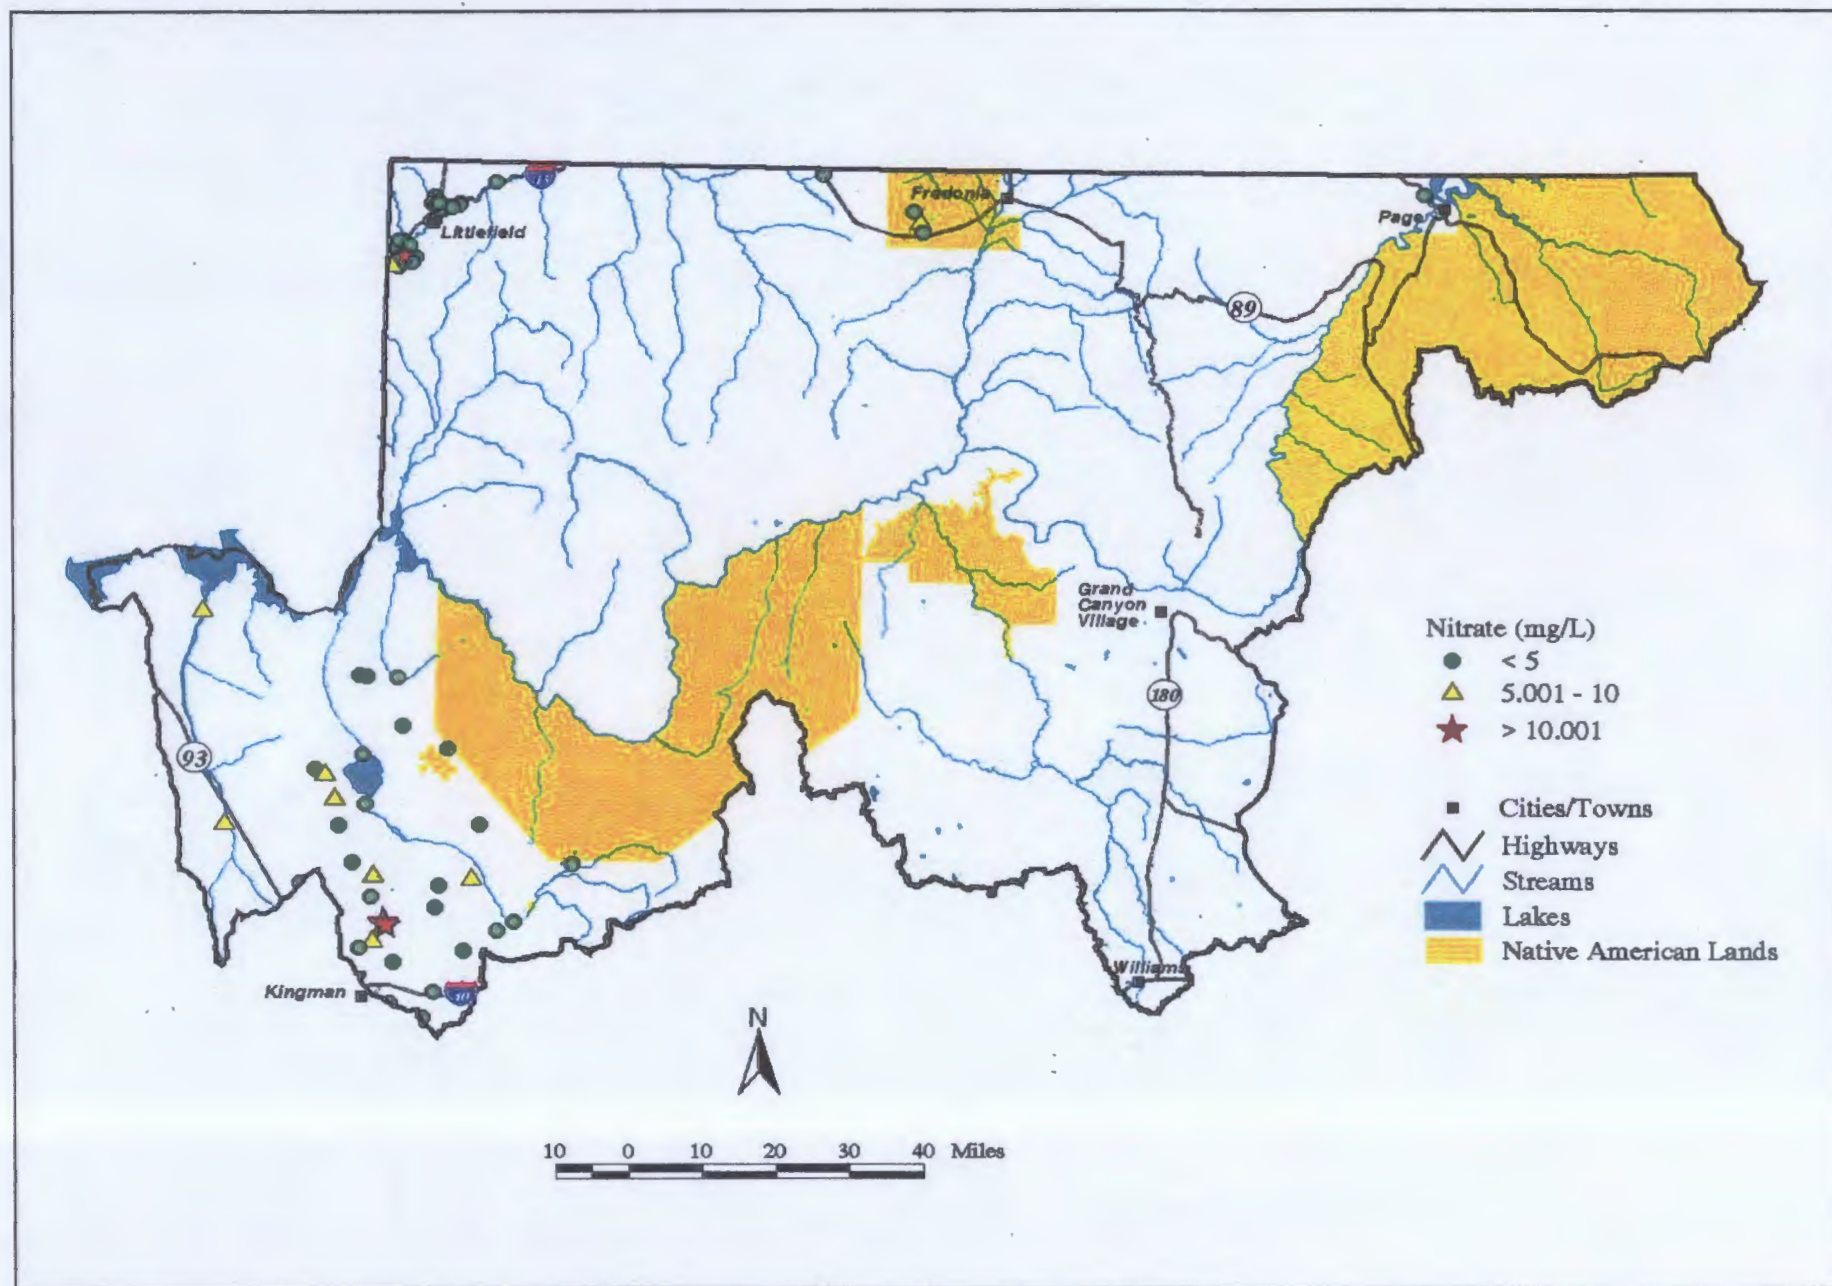 15
Fredonia
Littlefield
Page
89
Grand
Canyon
Village
Nitrate (mg/L)
< 5
5.001 - 10
> 10.001
180
93
Cities/Towns
Highways
Streams
Lakes
Native American Lands
Williams
Kingman
N
10 0 10 20 30 40 Miles